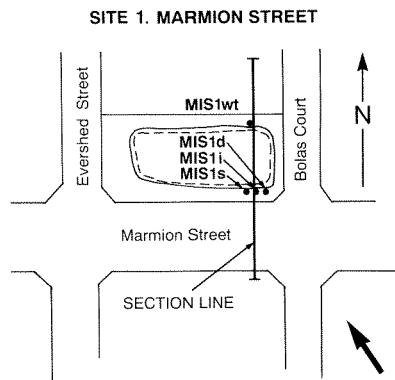 SITE 1. MARMION STREET
Evershed Street
MIS1wt
Bolas Court
N
MIS1d
MIS1i
MIS1s
Marmion Street
SECTION LINE